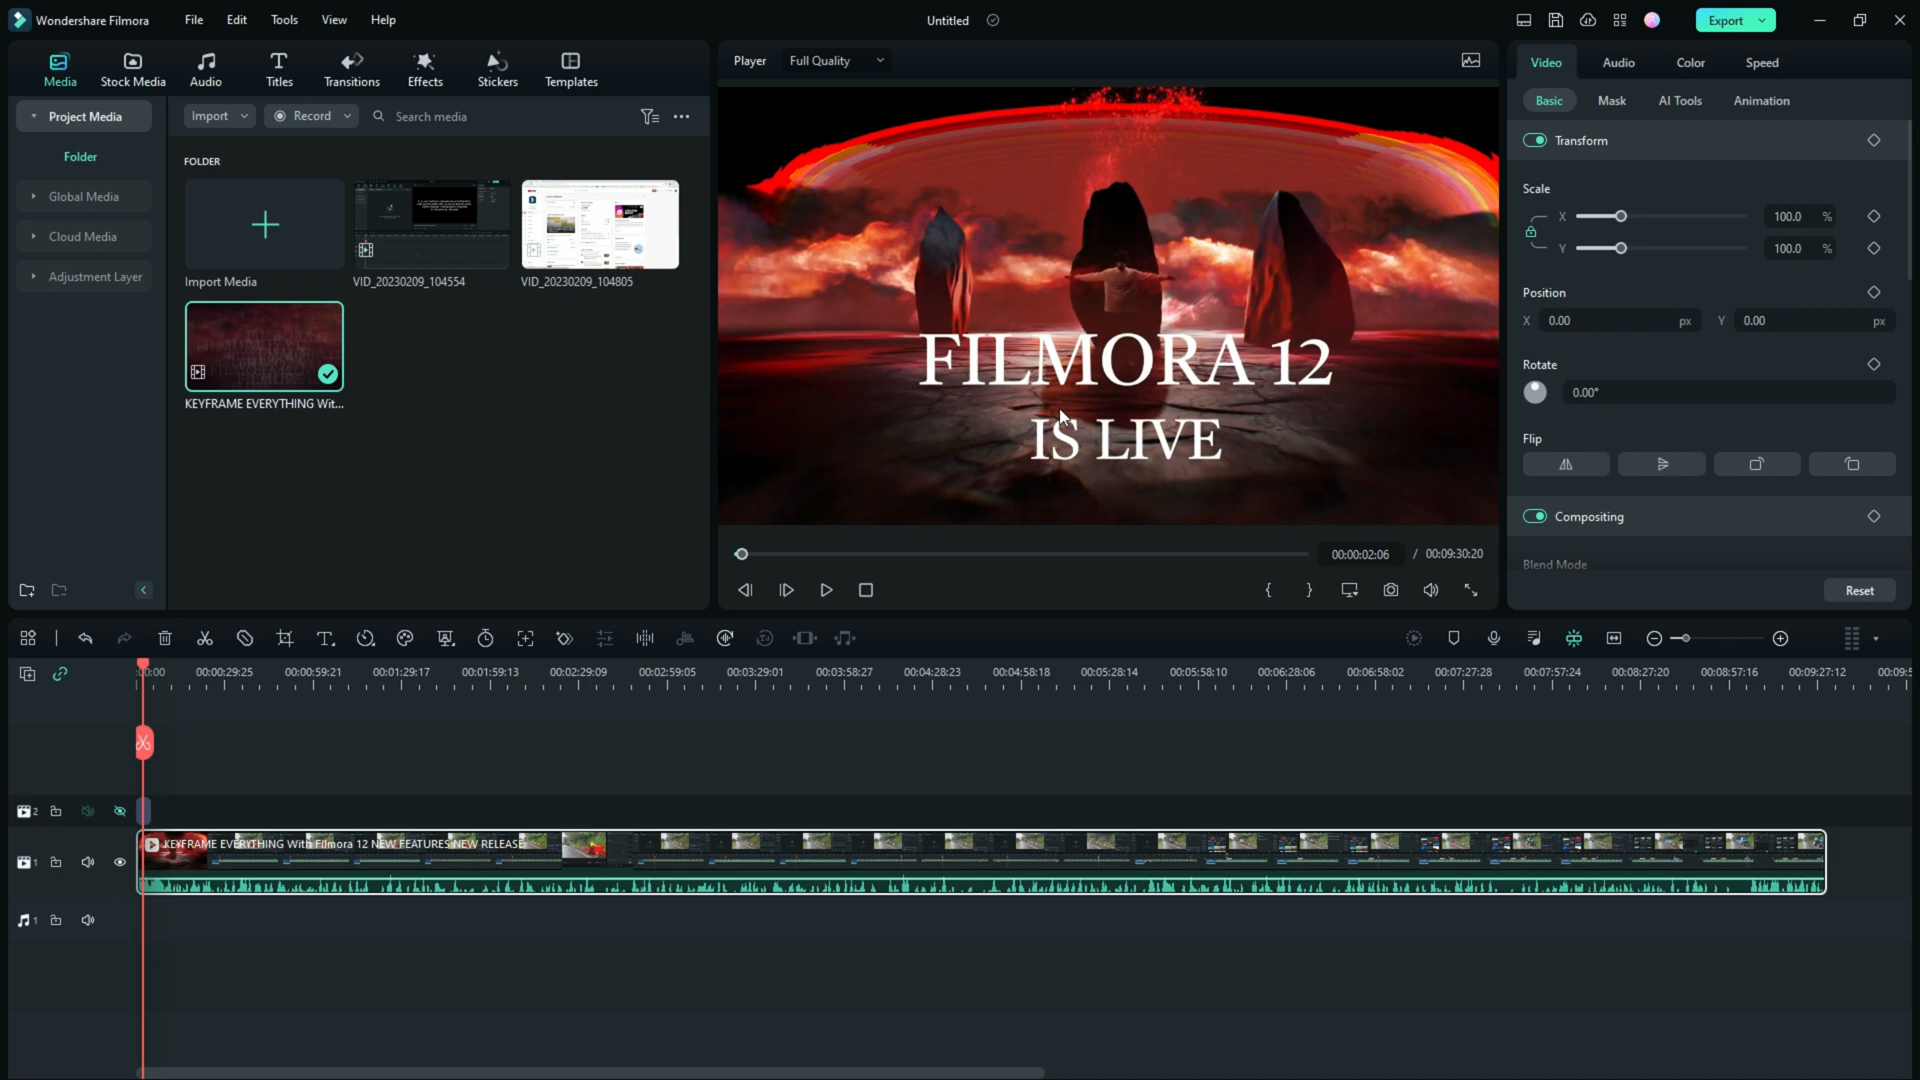 Wondershare Filmora
File Edit Tools View Help
Untitled
Export
Media Stock Media Audio Titles Transitions Effects Stickers Templates
Player Full Quality
Video Audio Color Speed
Project Media
Import Record Search media
Basic Mask AI Tools Animation
Folder
Global Media
Cloud Media
Adjustment Layer
FOLDER
Import Media
VID_20230209_104554
VID_20230209_104805
KEYFRAME EVERYTHING Wit...
FILMORA 12
IS LIVE
00:00:02:06 / 00:09:30:20
Transform
Scale
X 100.0 %
Y 100.0 %
Position
X 0.00 px Y 0.00 px
Rotate
0.00°
Flip
Compositing
Blend Mode
Reset
:00:00 00:00:29:25 00:00:59:21 00:01:29:17 00:01:59:13 00:02:29:09 00:02:59:05 00:03:29:01 00:03:58:27 00:04:28:23 00:04:58:18 00:05:28:14 00:05:58:10 00:06:28:06 00:06:58:02 00:07:27:28 00:07:57:24 00:08:27:20 00:08:57:16 00:09:27:12 00:09:5
2
1 KEYFRAME EVERYTHING With Filmora 12 NEW FEATURES NEW RELEASE
1